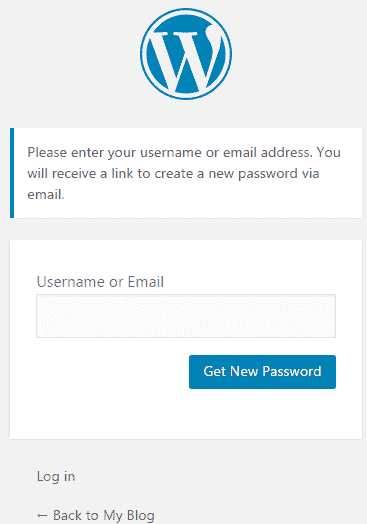 Please enter your username or email address. You
will receive a link to create a new password via
email.
Username or Email
Get New Password
Log in
← Back to My Blog